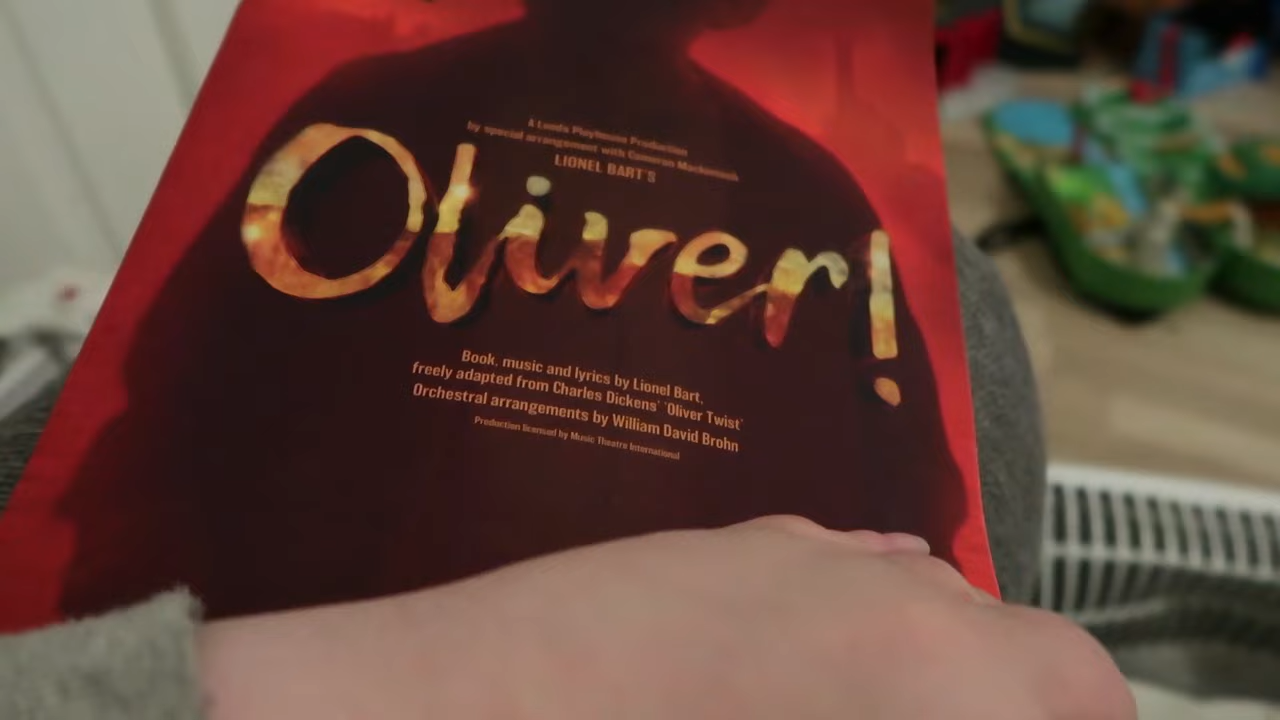 A Leeds Playhouse Production
by special arrangement with Cameron Mackintosh
LIONEL BART'S
Oliver!
Book, music and lyrics by Lionel Bart,
freely adapted from Charles Dickens' 'Oliver Twist'
Orchestral arrangements by William David Brohn
Production licensed by Music Theatre International